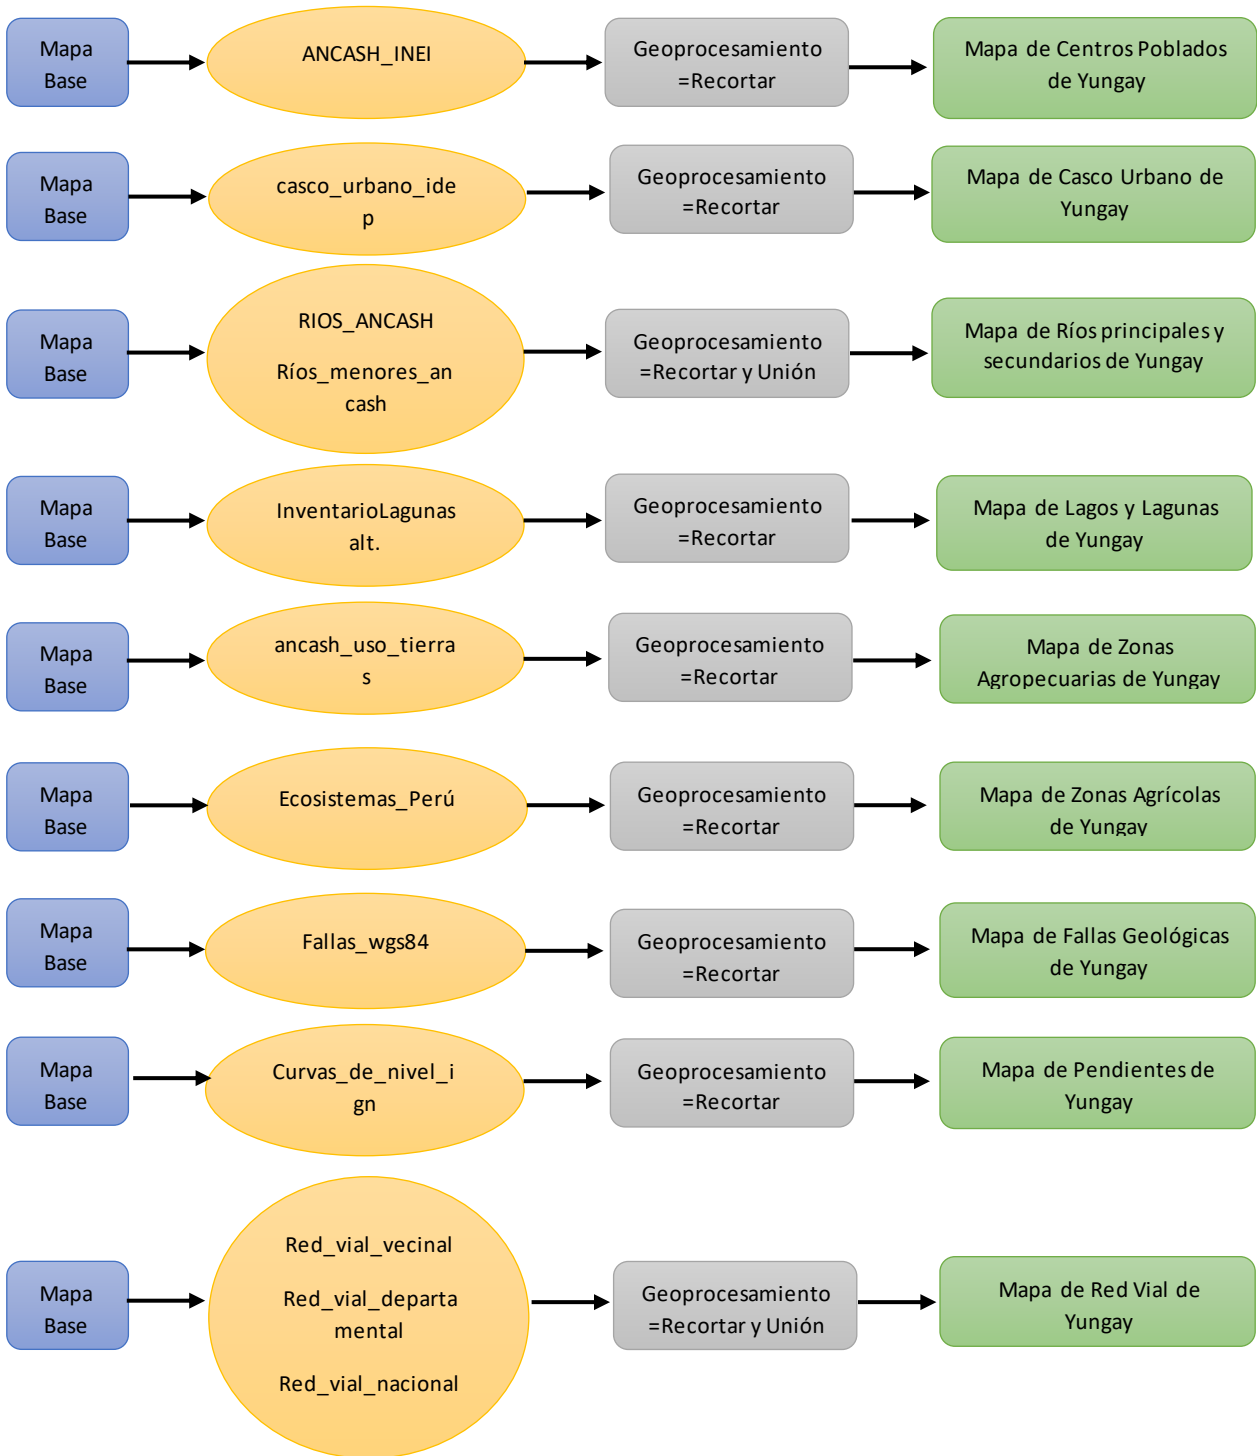 Mapa
Base
ANCASH_INEI
Geoprocesamiento
=Recortar
Mapa de Centros Poblados
de Yungay
Mapa
Base
casco_urbano_ide
p
Geoprocesamiento
=Recortar
Mapa de Casco Urbano de
Yungay
Mapa
Base
RIOS_ANCASH
Ríos_menores_an
cash
Geoprocesamiento
=Recortar y Unión
Mapa de Ríos principales y
secundarios de Yungay
Mapa
Base
InventarioLagunas
alt.
Geoprocesamiento
=Recortar
Mapa de Lagos y Lagunas
de Yungay
Mapa
Base
ancash_uso_tierra
s
Geoprocesamiento
=Recortar
Mapa de Zonas
Agropecuarias de Yungay
Mapa
Base
Ecosistemas_Perú
Geoprocesamiento
=Recortar
Mapa de Zonas Agrícolas
de Yungay
Mapa
Base
Fallas_wgs84
Geoprocesamiento
=Recortar
Mapa de Fallas Geológicas
de Yungay
Mapa
Base
Curvas_de_nivel_i
gn
Geoprocesamiento
=Recortar
Mapa de Pendientes de
Yungay
Mapa
Base
Red_vial_vecinal
Red_vial_departa
mental
Red_vial_nacional
Geoprocesamiento
=Recortar y Unión
Mapa de Red Vial de
Yungay